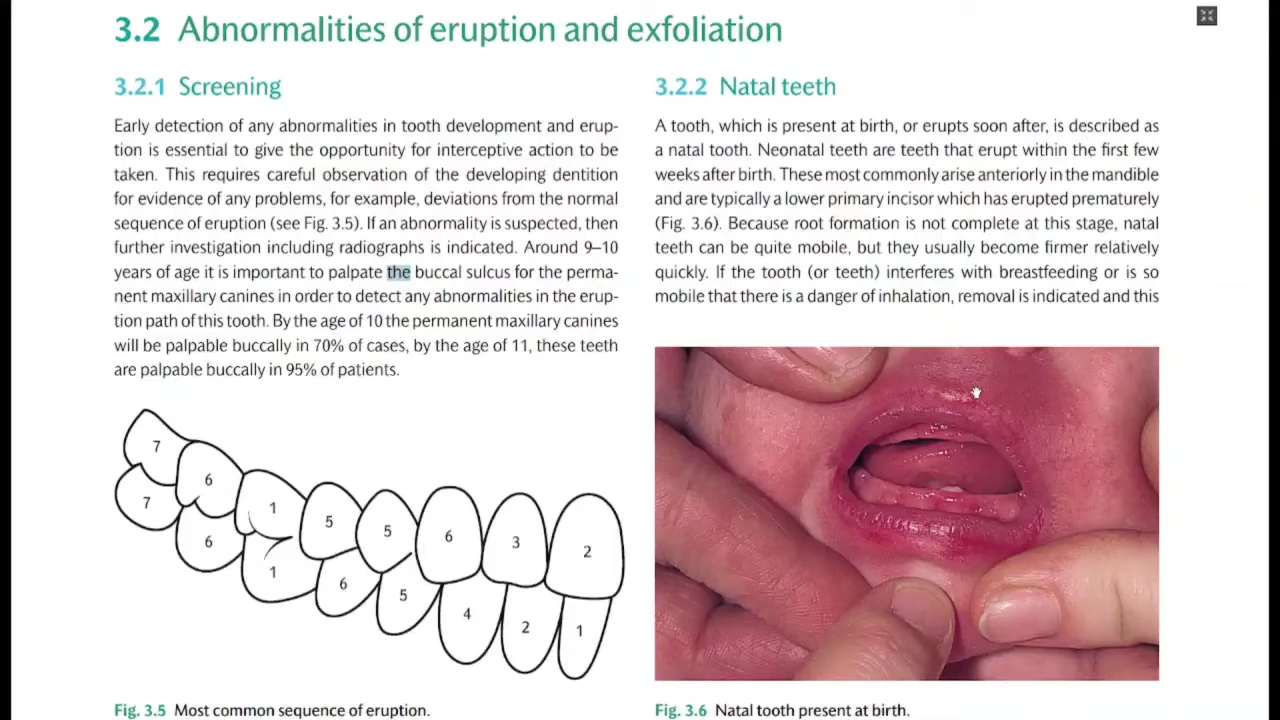 3.2 Abnormalities of eruption and exfoliation
3.2.1 Screening
Early detection of any abnormalities in tooth development and erup-
tion is essential to give the opportunity for interceptive action to be
taken. This requires careful observation of the developing dentition
for evidence of any problems, for example, deviations from the normal
sequence of eruption (see Fig. 3.5). If an abnormality is suspected, then
further investigation including radiographs is indicated. Around 9–10
years of age it is important to palpate the buccal sulcus for the perma-
nent maxillary canines in order to detect any abnormalities in the erup-
tion path of this tooth. By the age of 10 the permanent maxillary canines
will be palpable buccally in 70% of cases, by the age of 11, these teeth
are palpable buccally in 95% of patients.
7 6 1 5 5 6 3 2
7 6 1 6 5 4 2 1
Fig. 3.5 Most common sequence of eruption.
3.2.2 Natal teeth
A tooth, which is present at birth, or erupts soon after, is described as
a natal tooth. Neonatal teeth are teeth that erupt within the first few
weeks after birth. These most commonly arise anteriorly in the mandible
and are typically a lower primary incisor which has erupted prematurely
(Fig. 3.6). Because root formation is not complete at this stage, natal
teeth can be quite mobile, but they usually become firmer relatively
quickly. If the tooth (or teeth) interferes with breastfeeding or is so
mobile that there is a danger of inhalation, removal is indicated and this
Fig. 3.6 Natal tooth present at birth.